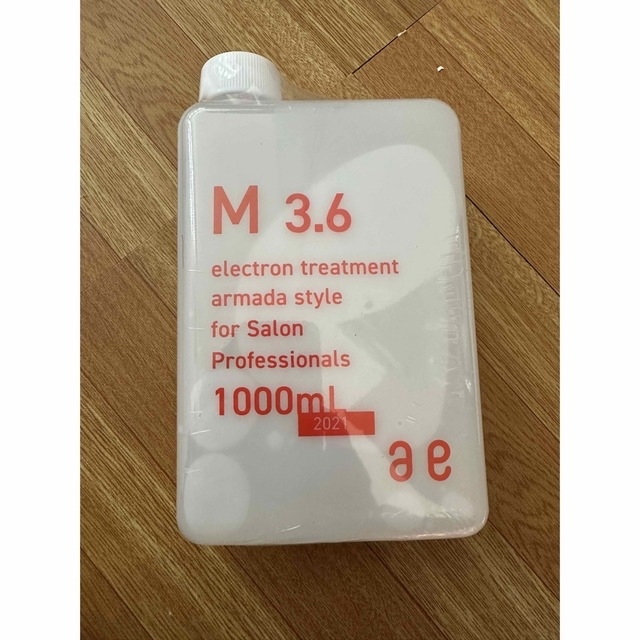 M 3.6
electron treatment
armada style
for Salon
Professionals
1000mL
2021
ae